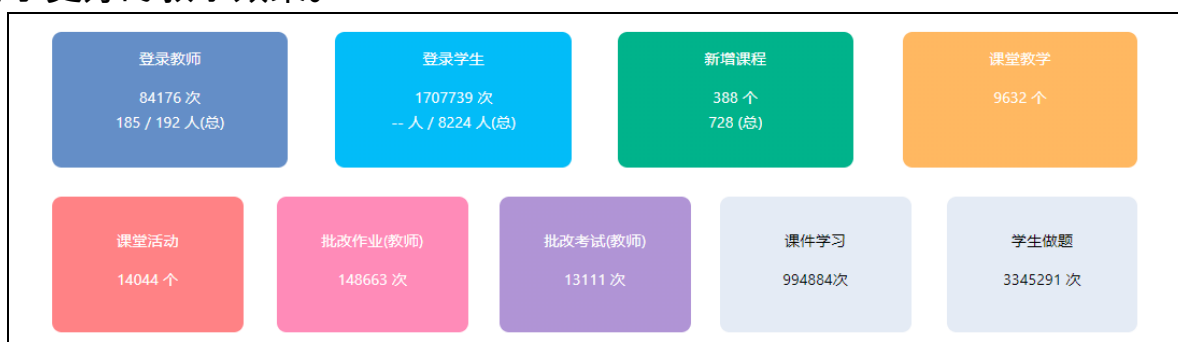 登录教师
84176 次
185 / 192 人(总)
登录学生
1707739 次
-- 人 / 8224 人(总)
新增课程
388 个
728 (总)
课堂教学
9632 个
课堂活动
14044 个
批改作业(教师)
148663 次
批改考试(教师)
13111 次
课件学习
994884次
学生做题
3345291 次